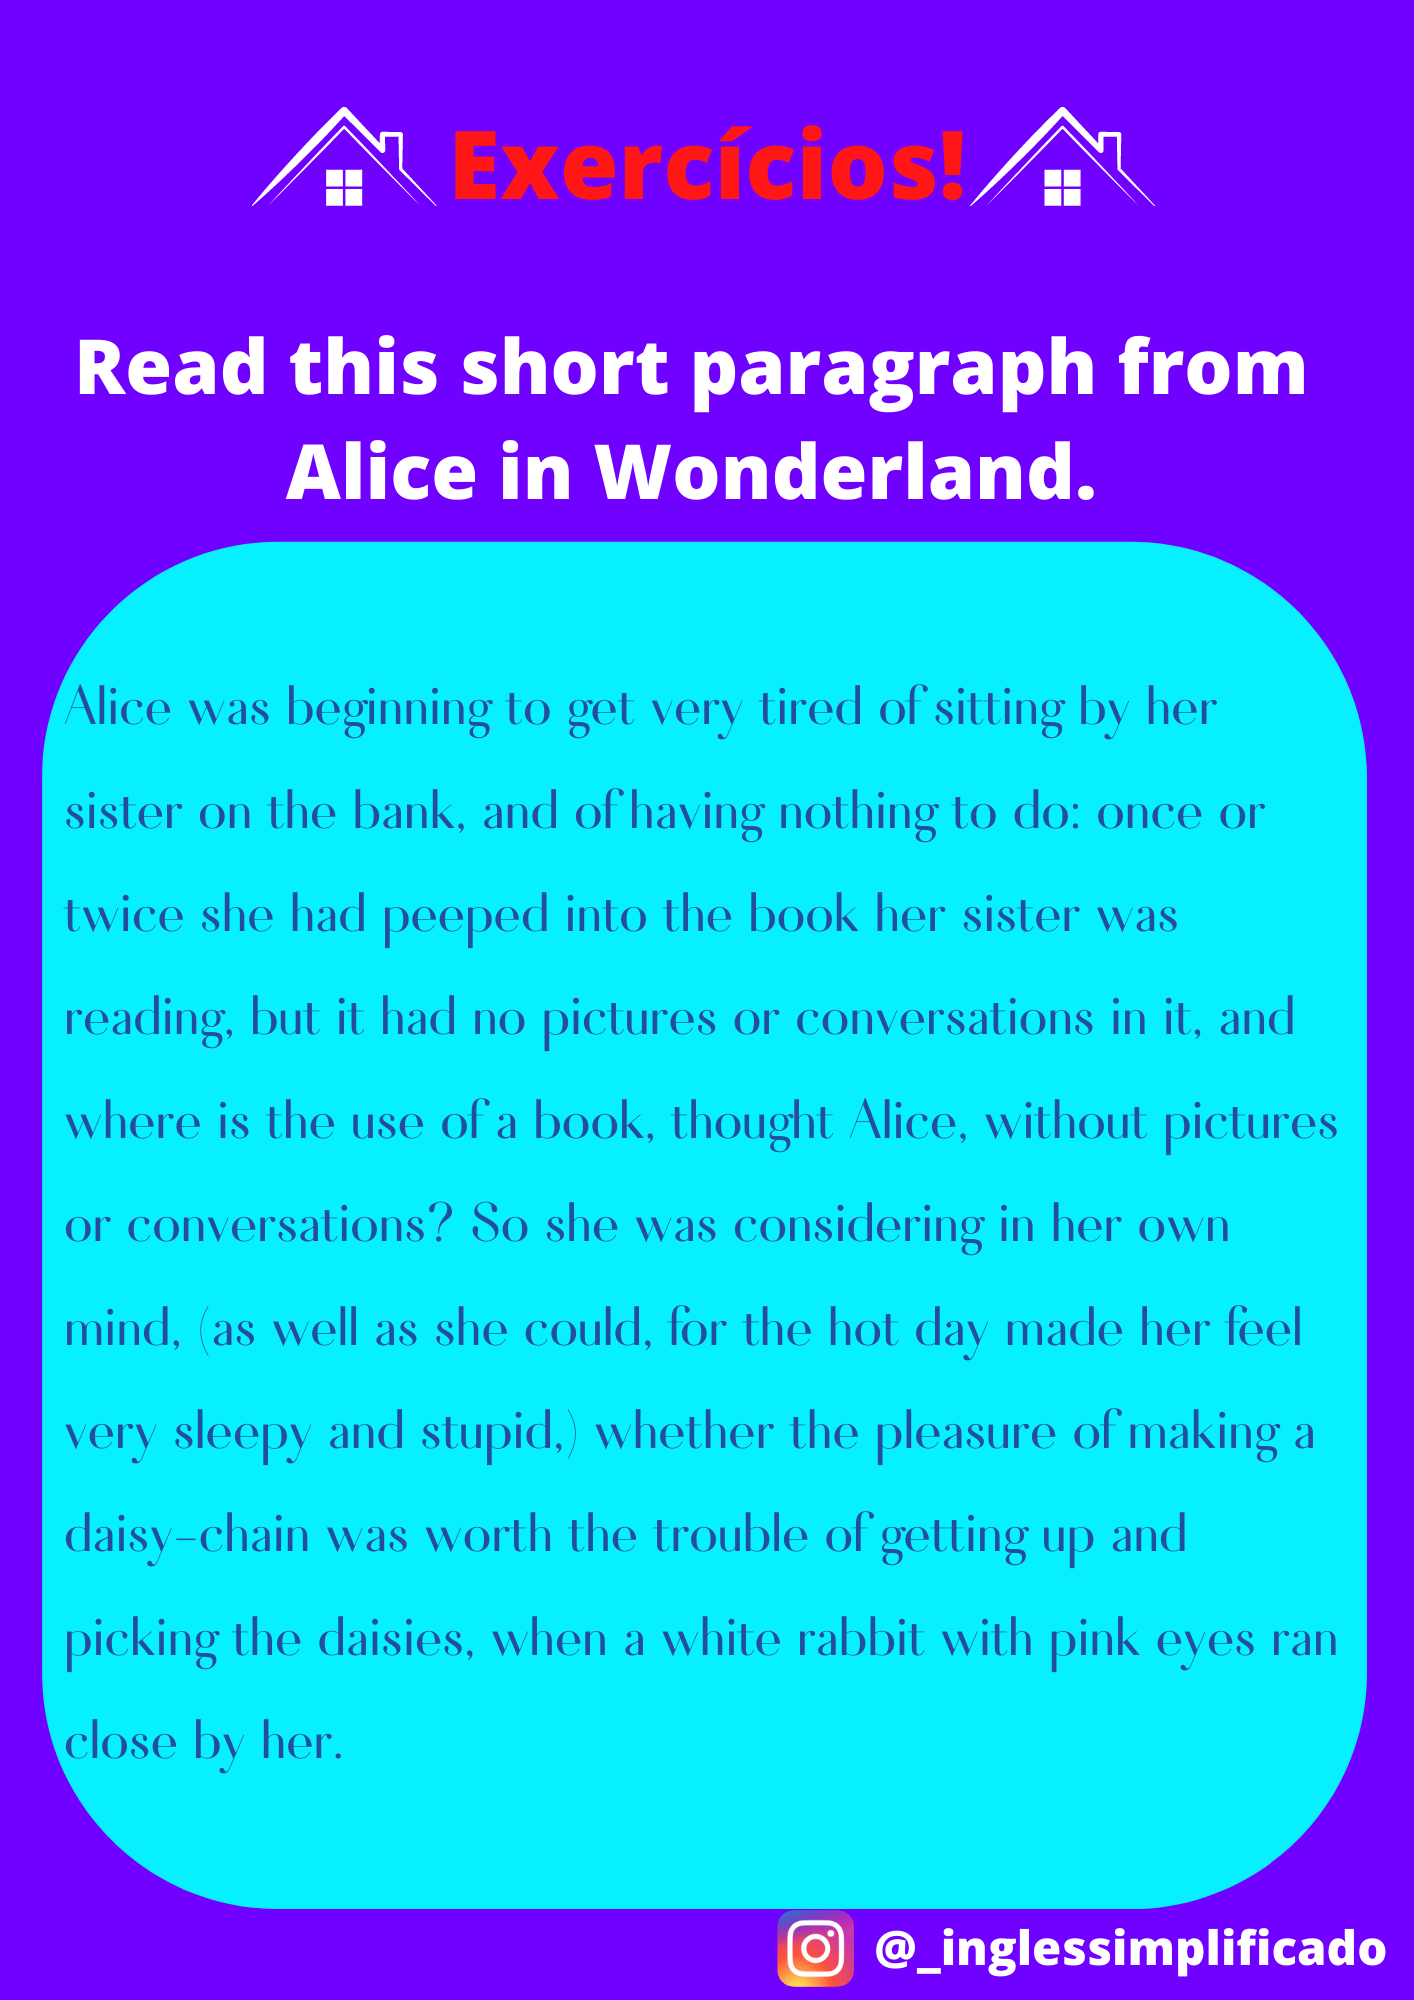 Exercícios!
Read this short paragraph from
Alice in Wonderland.
Alice was beginning to get very tired of sitting by her
sister on the bank, and of having nothing to do: once or
twice she had peeped into the book her sister was
reading, but it had no pictures or conversations in it, and
where is the use of a book, thought Alice, without pictures
or conversations? So she was considering in her own
mind, (as well as she could, for the hot day made her feel
very sleepy and stupid,) whether the pleasure of making a
daisy-chain was worth the trouble of getting up and
picking the daisies, when a white rabbit with pink eyes ran
close by her.
@_inglessimplificado